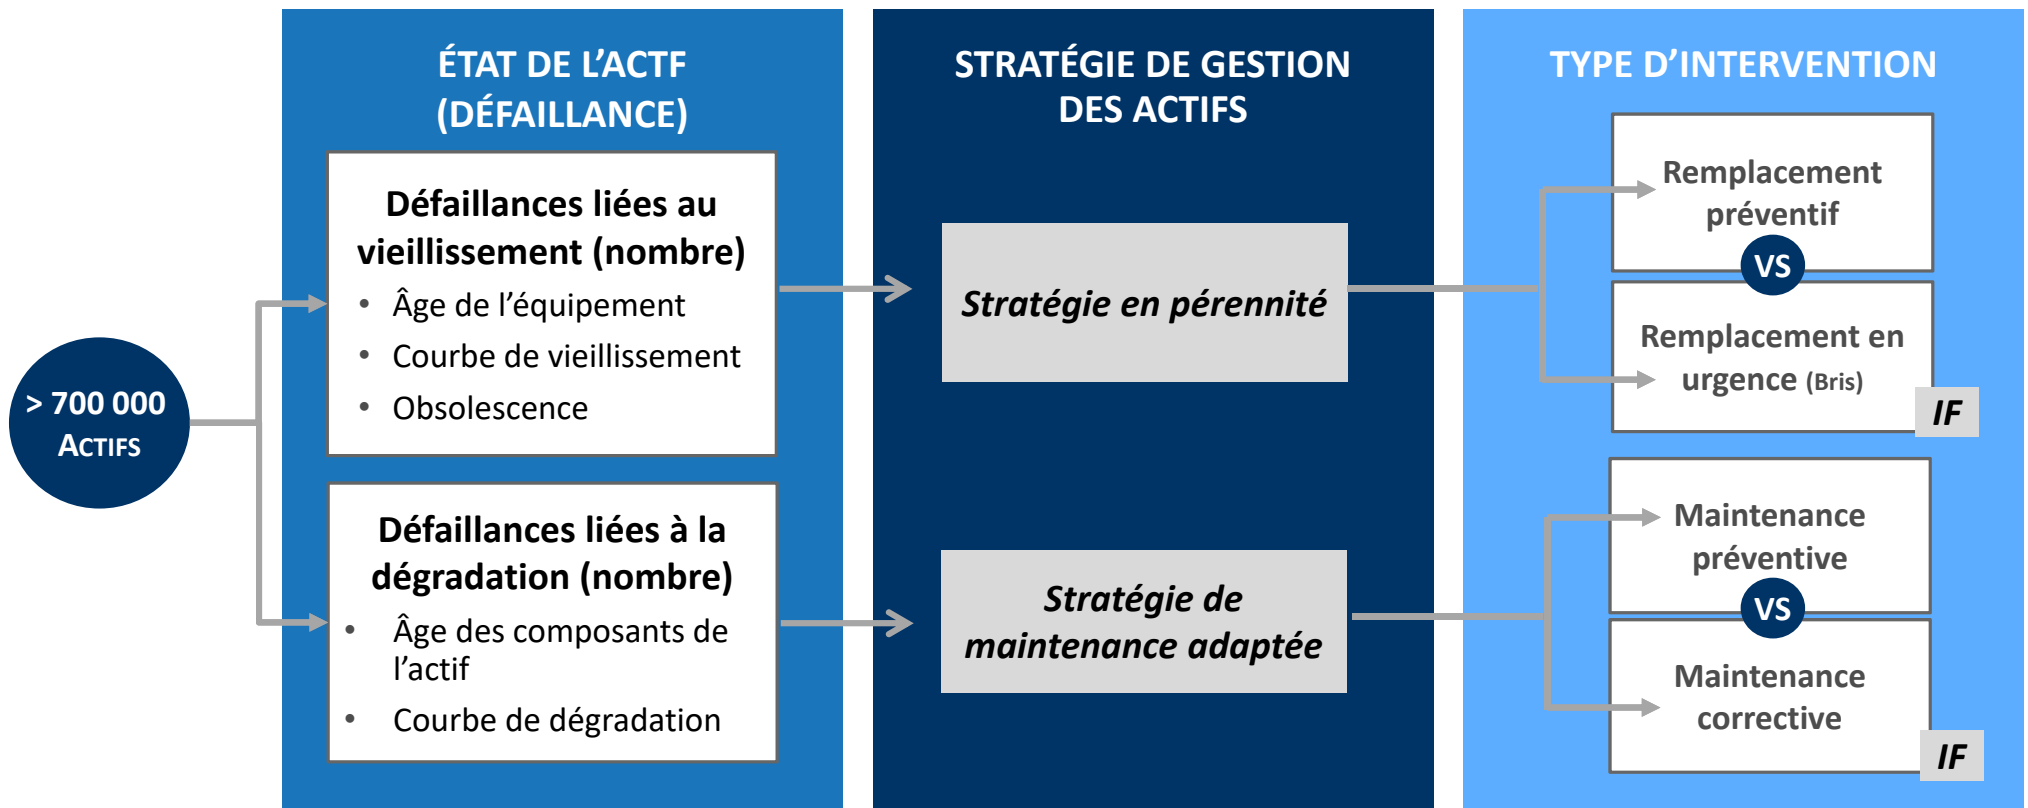 > 700 000
ACTIFS
ÉTAT DE L’ACTF
(DÉFAILLANCE)
Défaillances liées au
vieillissement (nombre)
• Âge de l’équipement
• Courbe de vieillissement
• Obsolescence
Défaillances liées à la
dégradation (nombre)
• Âge des composants de
l’actif
• Courbe de dégradation
STRATÉGIE DE GESTION
DES ACTIFS
Stratégie en pérennité
Stratégie de
maintenance adaptée
TYPE D’INTERVENTION
Remplacement
préventif
VS
Remplacement en
urgence (Bris)
IF
Maintenance
préventive
VS
Maintenance
corrective
IF